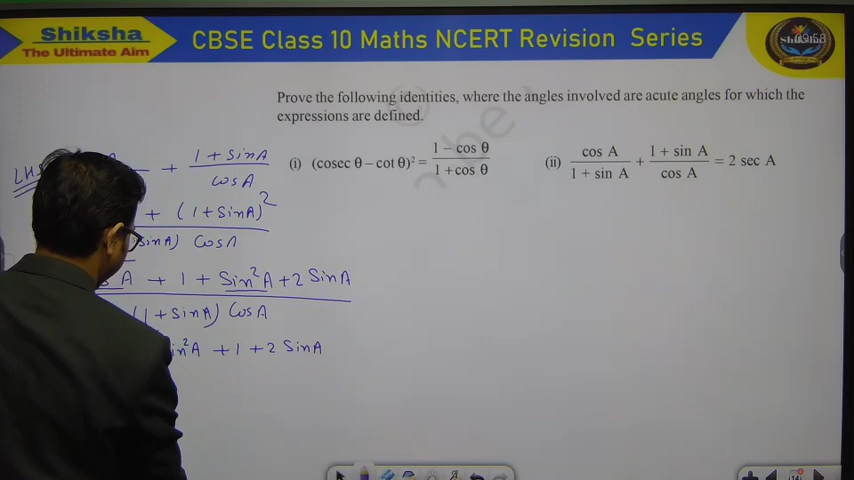 Shiksha
The Ultimate Aim
CBSE Class 10 Maths NCERT Revision Series
Prove the following identities, where the angles involved are acute angles for which the
expressions are defined.
(i) (cosec θ – cot θ)² = (1 – cos θ)/(1 + cos θ)
(ii) cos A/(1 + sin A) + (1 + sin A)/cos A = 2 sec A
LHS + (1 + sinA)/cosA
+ (1 + SinA)²
sinA) CosA
A + 1 + Sin²A + 2 SinA
(1 + SinA) CosA
in²A + 1 + 2 SinA
14